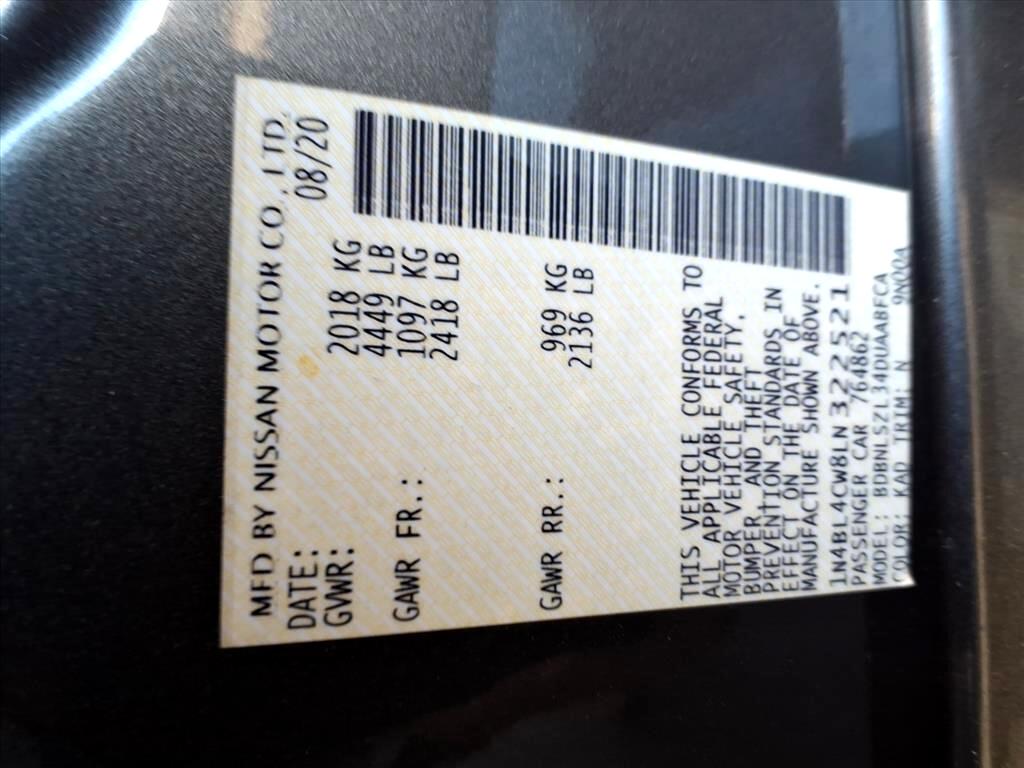 MFD BY NISSAN MOTOR CO., LTD.
DATE: 08/20
GVWR: 2018 KG
4449 LB
GAWR FR.: 1097 KG
2418 LB
GAWR RR.: 969 KG
2136 LB
THIS VEHICLE CONFORMS TO
ALL APPLICABLE FEDERAL
MOTOR VEHICLE SAFETY,
BUMPER, AND THEFT
PREVENTION STANDARDS IN
EFFECT ON THE DATE OF
MANUFACTURE SHOWN ABOVE.
1N4BL4CW8LN322521
PASSENGER CAR 764862
MODEL: BDBNLSZL34DUAABFCA
COLOR: KAD TRIM: N